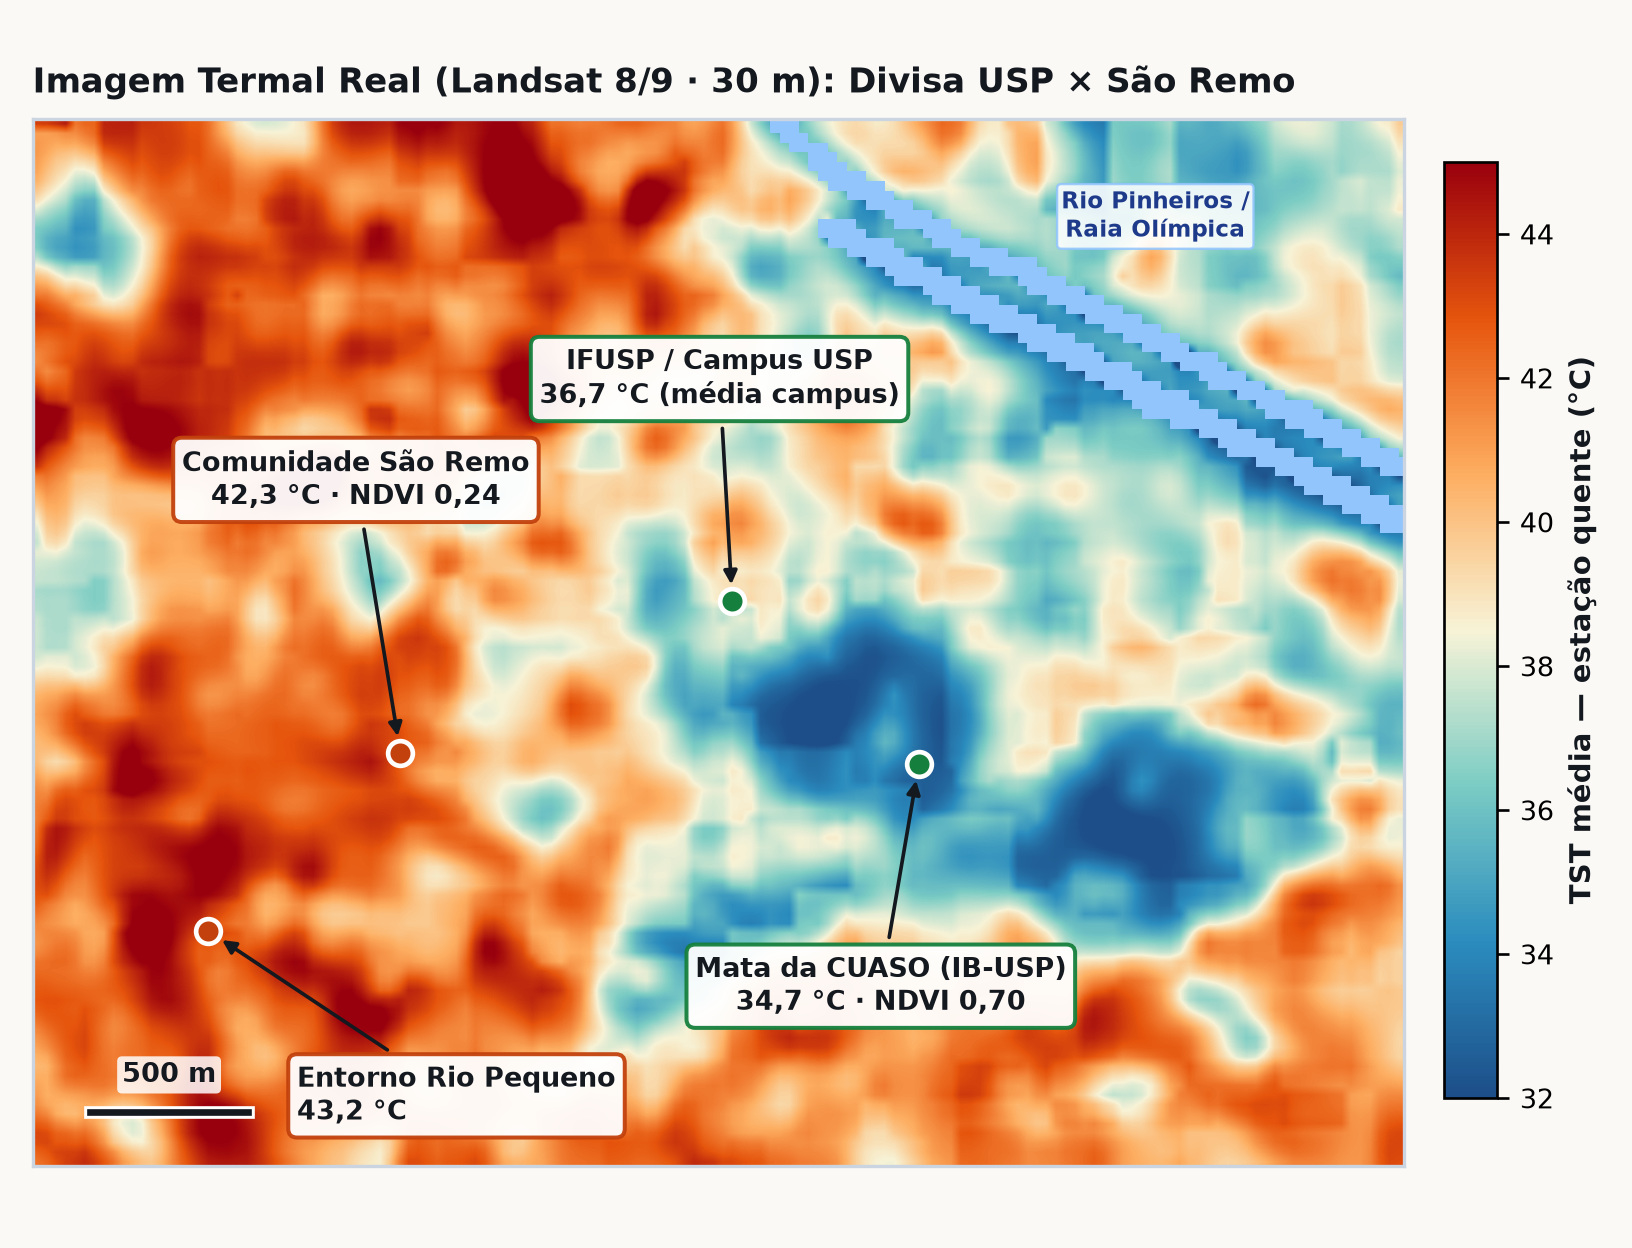 Imagem Termal Real (Landsat 8/9 · 30 m): Divisa USP × São Remo
Rio Pinheiros /
Raia Olímpica
IFUSP / Campus USP
36,7 °C (média campus)
Comunidade São Remo
42,3 °C · NDVI 0,24
Mata da CUASO (IB-USP)
34,7 °C · NDVI 0,70
Entorno Rio Pequeno
43,2 °C
500 m
44
42
40
38
36
34
32
TST média — estação quente (°C)